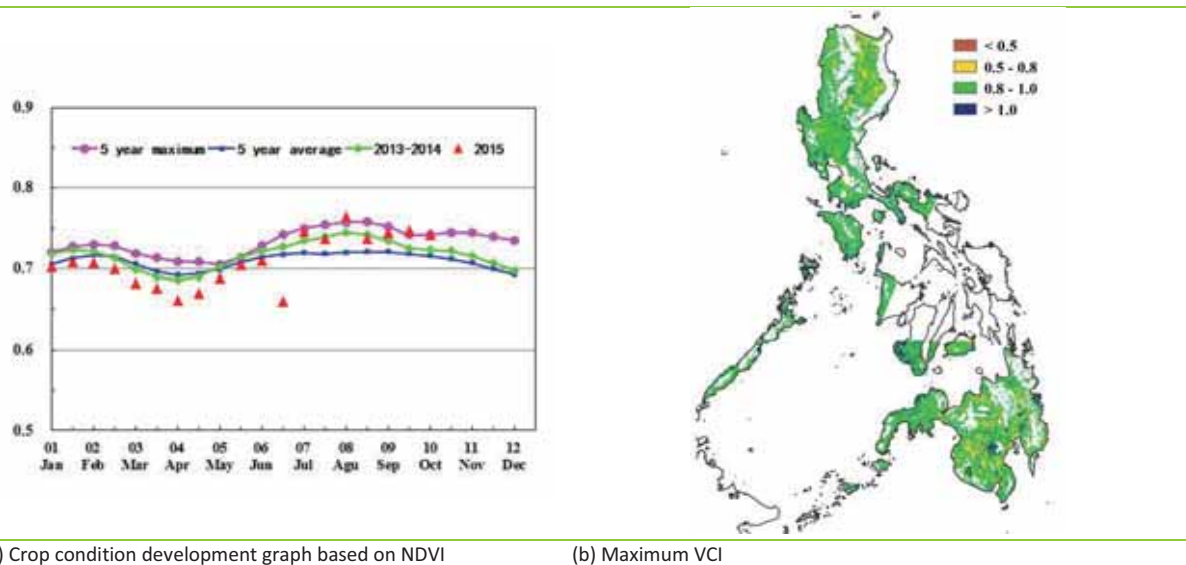 0.9
5 year maximum 5 year average 2013-2014 2015
0.8
0.7
0.6
0.5
01 02 03 04 05 06 07 08 09 10 11 12
Jan Feb Mar Apr May Jun Jul Agu Sep Oct Nov Dec
< 0.5
0.5 - 0.8
0.8 - 1.0
> 1.0
) Crop condition development graph based on NDVI
(b) Maximum VCI